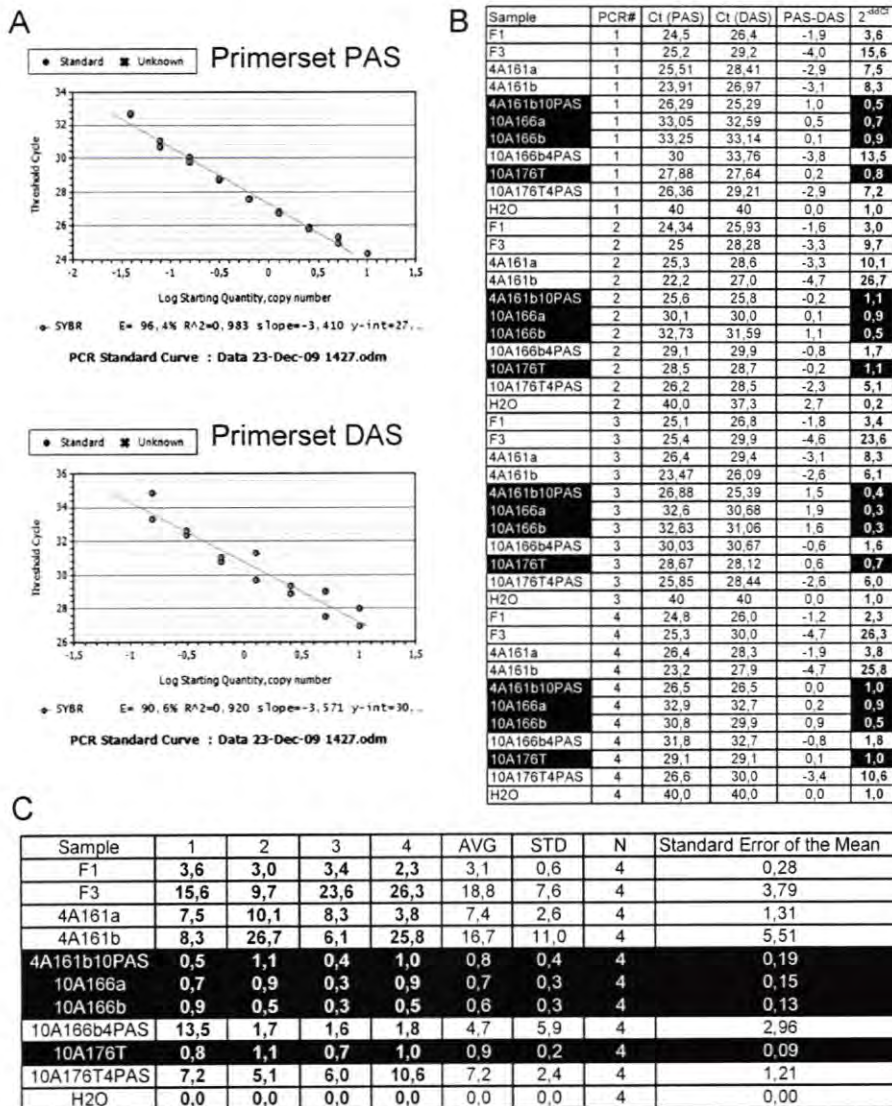 A
● Standard ✖ Unknown Primerset PAS
34
32
30
28
26
24
Threshold Cycle
-2 -1,5 -1 -0,5 0 0,5 1 1,5
Log Starting Quantity, copy number
SYBR E= 96,4% R^2=0,983 slope=-3,410 y-int=27,..
PCR Standard Curve : Data 23-Dec-09 1427.odm
● Standard ✖ Unknown Primerset DAS
36
34
32
30
28
26
Threshold Cycle
-1,5 -1 -0,5 0 0,5 1 1,5
Log Starting Quantity, copy number
SYBR E= 90,6% R^2=0,920 slope=-3,571 y-int=30,..
PCR Standard Curve : Data 23-Dec-09 1427.odm
B
Sample PCR# Ct (PAS) Ct (DAS) PAS-DAS 2^-ddCt
F1 1 24,5 26,4 -1,9 3,6
F3 1 25,2 29,2 -4,0 15,6
4A161a 1 25,51 28,41 -2,9 7,5
4A161b 1 23,91 26,97 -3,1 8,3
4A161b10PAS 1 26,29 25,29 1,0 0,5
10A166a 1 33,05 32,59 0,5 0,7
10A166b 1 33,25 33,14 0,1 0,9
10A166b4PAS 1 30 33,76 -3,8 13,5
10A176T 1 27,88 27,64 0,2 0,8
10A176T4PAS 1 26,36 29,21 -2,9 7,2
H2O 1 40 40 0,0 1,0
F1 2 24,34 25,93 -1,6 3,0
F3 2 25 28,28 -3,3 9,7
4A161a 2 25,3 28,6 -3,3 10,1
4A161b 2 22,2 27,0 -4,7 26,7
4A161b10PAS 2 25,6 25,8 -0,2 1,1
10A166a 2 30,1 30,0 0,1 0,9
10A166b 2 32,73 31,59 1,1 0,5
10A166b4PAS 2 29,1 29,9 -0,8 1,7
10A176T 2 28,5 28,7 -0,2 1,1
10A176T4PAS 2 26,2 28,5 -2,3 5,1
H2O 2 40,0 37,3 2,7 0,2
F1 3 25,1 26,8 -1,8 3,4
F3 3 25,4 29,9 -4,6 23,6
4A161a 3 26,4 29,4 -3,1 8,3
4A161b 3 23,47 26,09 -2,6 6,1
4A161b10PAS 3 26,88 25,39 1,5 0,4
10A166a 3 32,6 30,68 1,9 0,3
10A166b 3 32,63 31,06 1,6 0,3
10A166b4PAS 3 30,03 30,67 -0,6 1,6
10A176T 3 28,67 28,12 0,6 0,7
10A176T4PAS 3 25,85 28,44 -2,6 6,0
H2O 3 40 40 0,0 1,0
F1 4 24,8 26,0 -1,2 2,3
F3 4 25,3 30,0 -4,7 26,3
4A161a 4 26,4 28,3 -1,9 3,8
4A161b 4 23,2 27,9 -4,7 25,8
4A161b10PAS 4 26,5 26,5 0,0 1,0
10A166a 4 32,9 32,7 0,2 0,9
10A166b 4 30,8 29,9 0,9 0,5
10A166b4PAS 4 31,8 32,7 -0,8 1,8
10A176T 4 29,1 29,1 0,1 1,0
10A176T4PAS 4 26,6 30,0 -3,4 10,6
H2O 4 40,0 40,0 0,0 1,0
C
Sample 1 2 3 4 AVG STD N Standard Error of the Mean
F1 3,6 3,0 3,4 2,3 3,1 0,6 4 0,28
F3 15,6 9,7 23,6 26,3 18,8 7,6 4 3,79
4A161a 7,5 10,1 8,3 3,8 7,4 2,6 4 1,31
4A161b 8,3 26,7 6,1 25,8 16,7 11,0 4 5,51
4A161b10PAS 0,5 1,1 0,4 1,0 0,8 0,4 4 0,19
10A166a 0,7 0,9 0,3 0,9 0,7 0,3 4 0,15
10A166b 0,9 0,5 0,3 0,5 0,6 0,3 4 0,13
10A166b4PAS 13,5 1,7 1,6 1,8 4,7 5,9 4 2,96
10A176T 0,8 1,1 0,7 1,0 0,9 0,2 4 0,09
10A176T4PAS 7,2 5,1 6,0 10,6 7,2 2,4 4 1,21
H2O 0,0 0,0 0,0 0,0 0,0 0,0 4 0,00